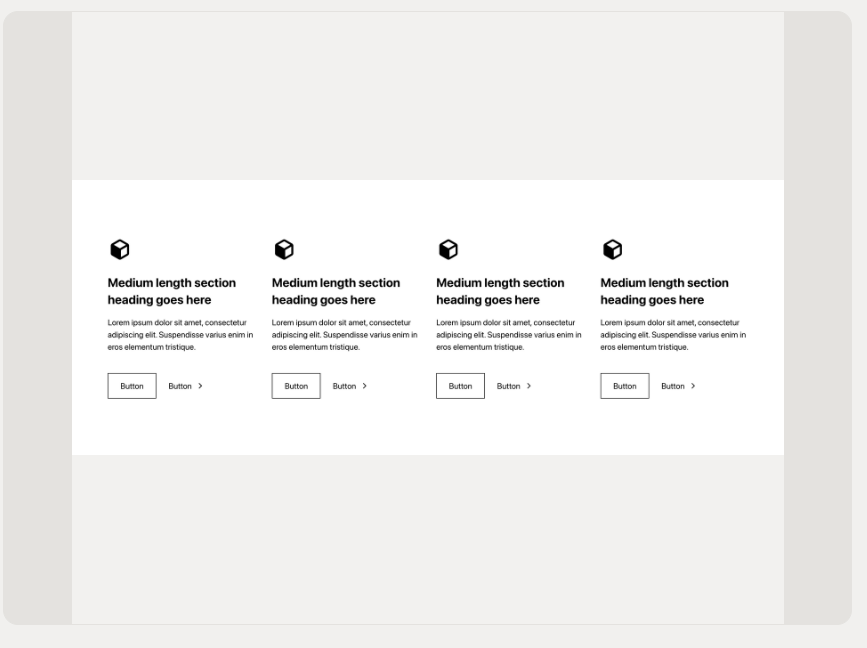 Medium length section
heading goes here
Lorem ipsum dolor sit amet, consectetur
adipiscing elit. Suspendisse varius enim in
eros elementum tristique.
Button
Button
Medium length section
heading goes here
Lorem ipsum dolor sit amet, consectetur
adipiscing elit. Suspendisse varius enim in
eros elementum tristique.
Button
Button
Medium length section
heading goes here
Lorem ipsum dolor sit amet, consectetur
adipiscing elit. Suspendisse varius enim in
eros elementum tristique.
Button
Button
Medium length section
heading goes here
Lorem ipsum dolor sit amet, consectetur
adipiscing elit. Suspendisse varius enim in
eros elementum tristique.
Button
Button